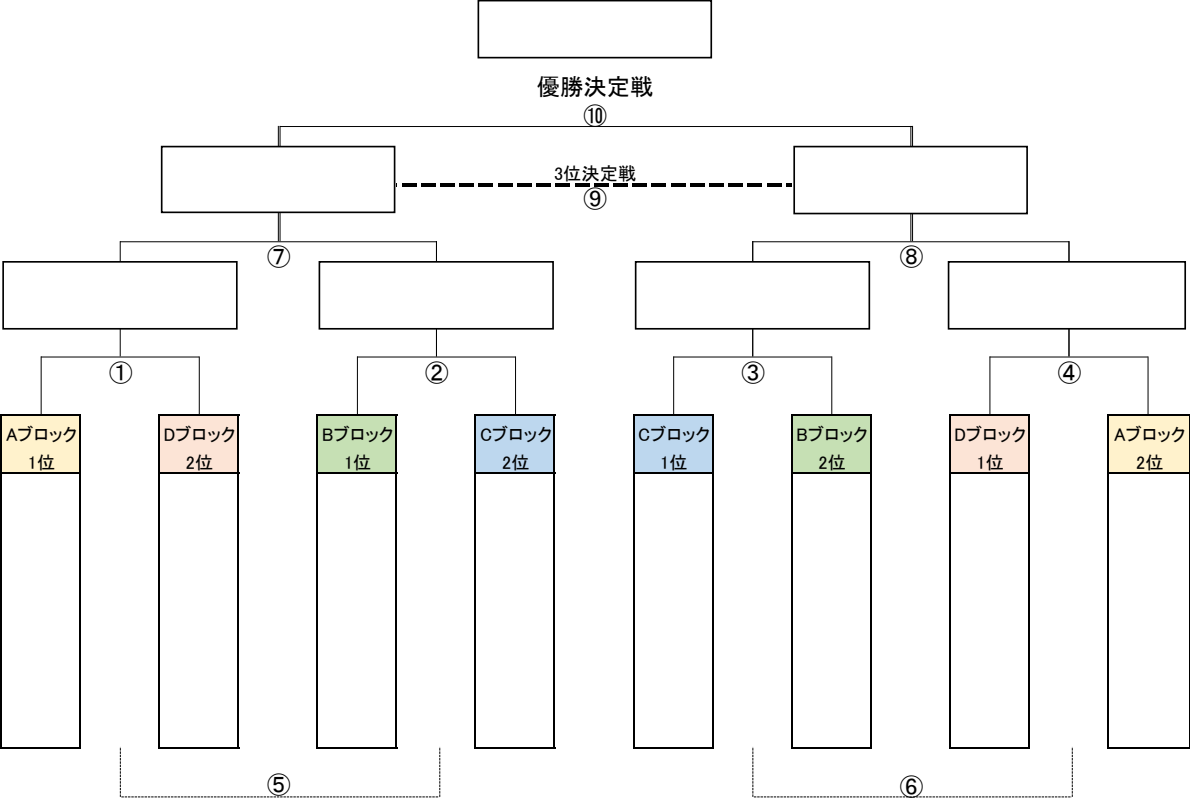 優勝決定戦
⑩
3位決定戦
⑨
⑦
⑧
①
②
③
④
Aブロック
1位
Dブロック
2位
Bブロック
1位
Cブロック
2位
Cブロック
1位
Bブロック
2位
Dブロック
1位
Aブロック
2位
⑤
⑥